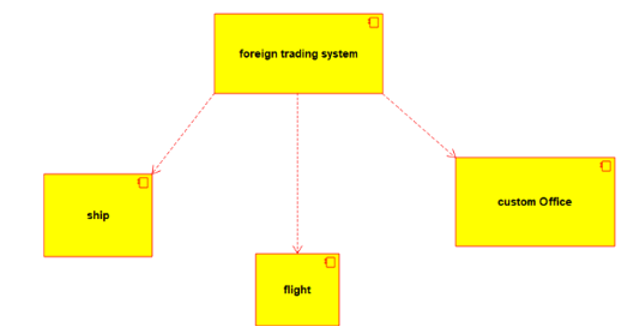 foreign trading system
ship
custom Office
flight